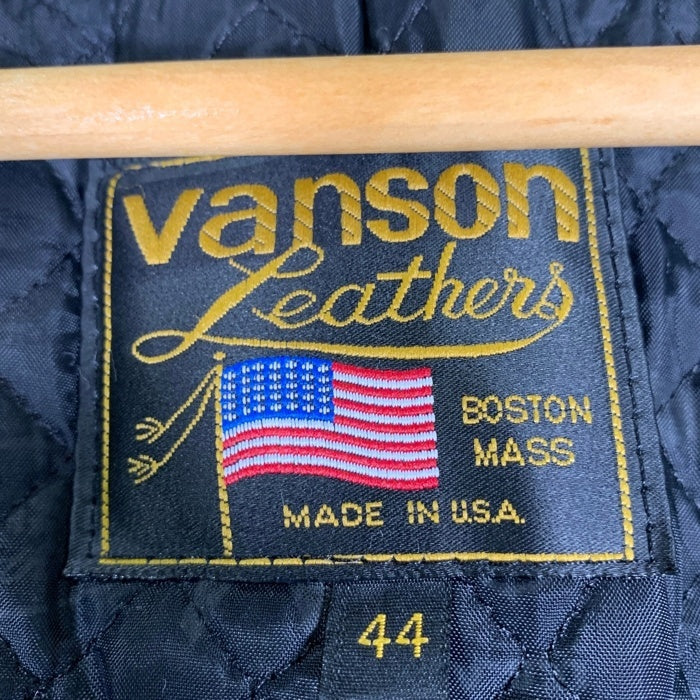 vanson
Leathers
BOSTON
MASS
MADE IN U.S.A.
44